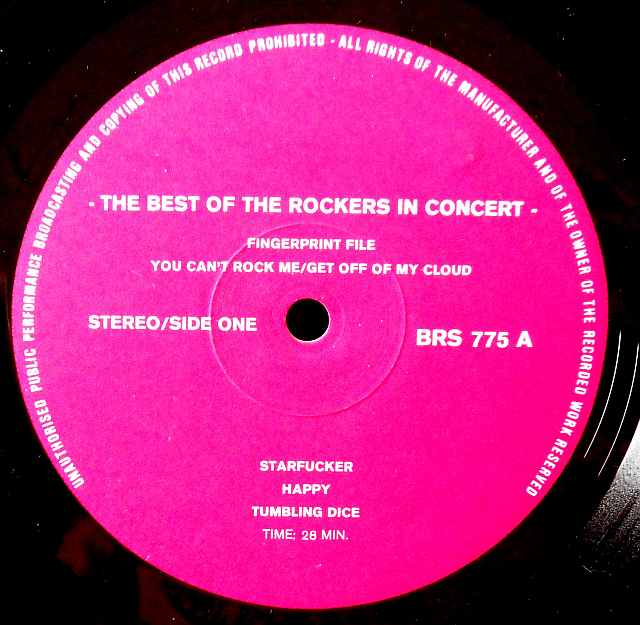 UNAUTHORISED PUBLIC PERFORMANCE BROADCASTING AND COPYING OF THIS RECORD PROHIBITED - ALL RIGHTS OF THE MANUFACTURER AND OF THE OWNER OF THE RECORDED WORK RESERVED
- THE BEST OF THE ROCKERS IN CONCERT -
FINGERPRINT FILE
YOU CAN'T ROCK ME/GET OFF OF MY CLOUD
STEREO/SIDE ONE
BRS 775 A
STARFUCKER
HAPPY
TUMBLING DICE
TIME: 28 MIN.